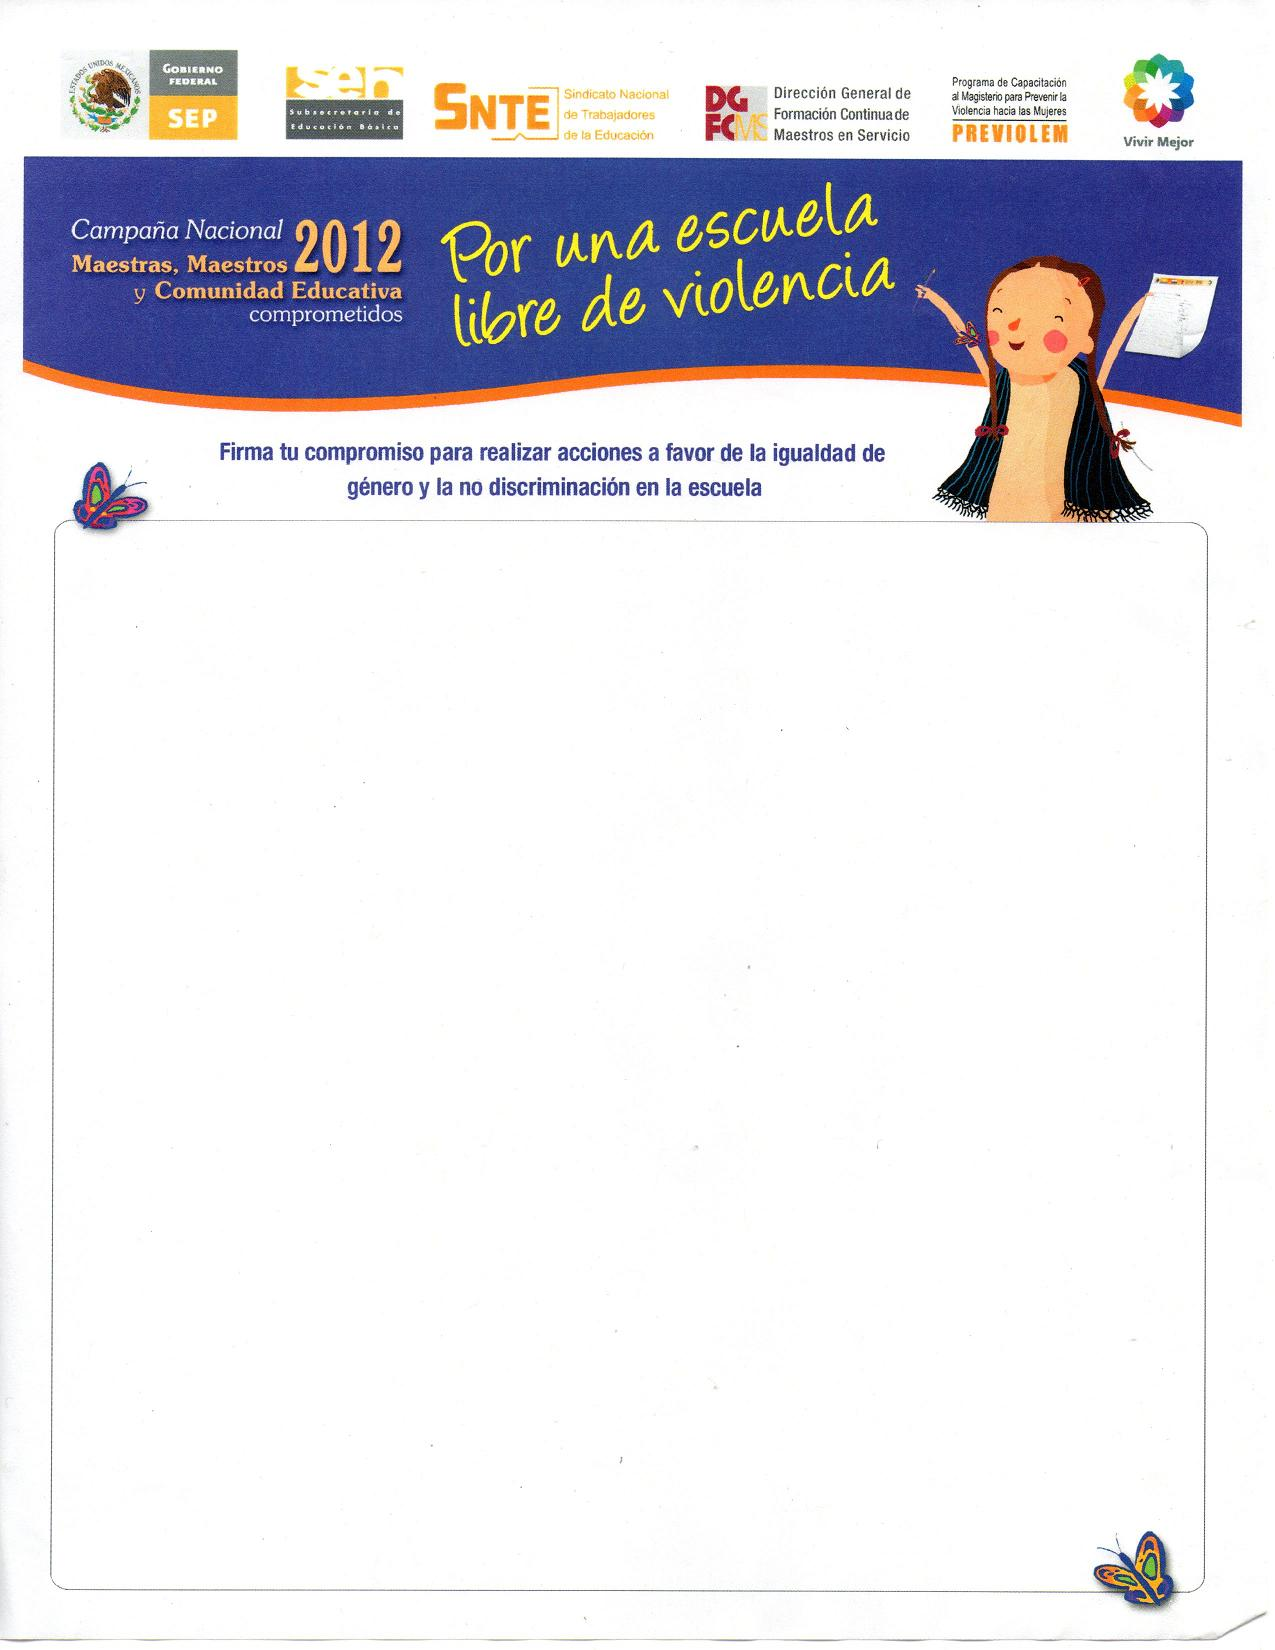 ESTADOS UNIDOS MEXICANOS
GOBIERNO
FEDERAL
SEP
seb
Subsecretaría de
Educación Básica
SNTE
Sindicato Nacional
de Trabajadores
de la Educación
DG
FCMS
Dirección General de
Formación Continua de
Maestros en Servicio
Programa de Capacitación
al Magisterio para Prevenir la
Violencia hacia las Mujeres
PREVIOLEM
Vivir Mejor
Campaña Nacional 2012
Maestras, Maestros
y Comunidad Educativa
comprometidos
Por una escuela
libre de violencia
Firma tu compromiso para realizar acciones a favor de la igualdad de
género y la no discriminación en la escuela